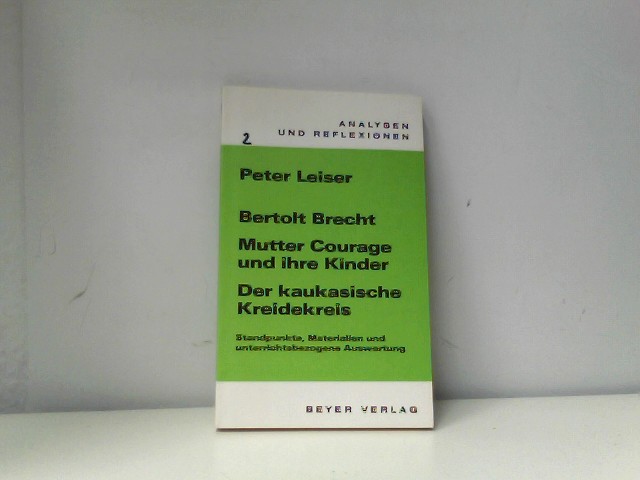 ANALYSEN
UND REFLEXIONEN
2
Peter Leiser
Bertolt Brecht
Mutter Courage
und ihre Kinder
Der kaukasische
Kreidekreis
Standpunkte, Materialien und
unterrichtsbezogene Auswertung
BEYER VERLAG